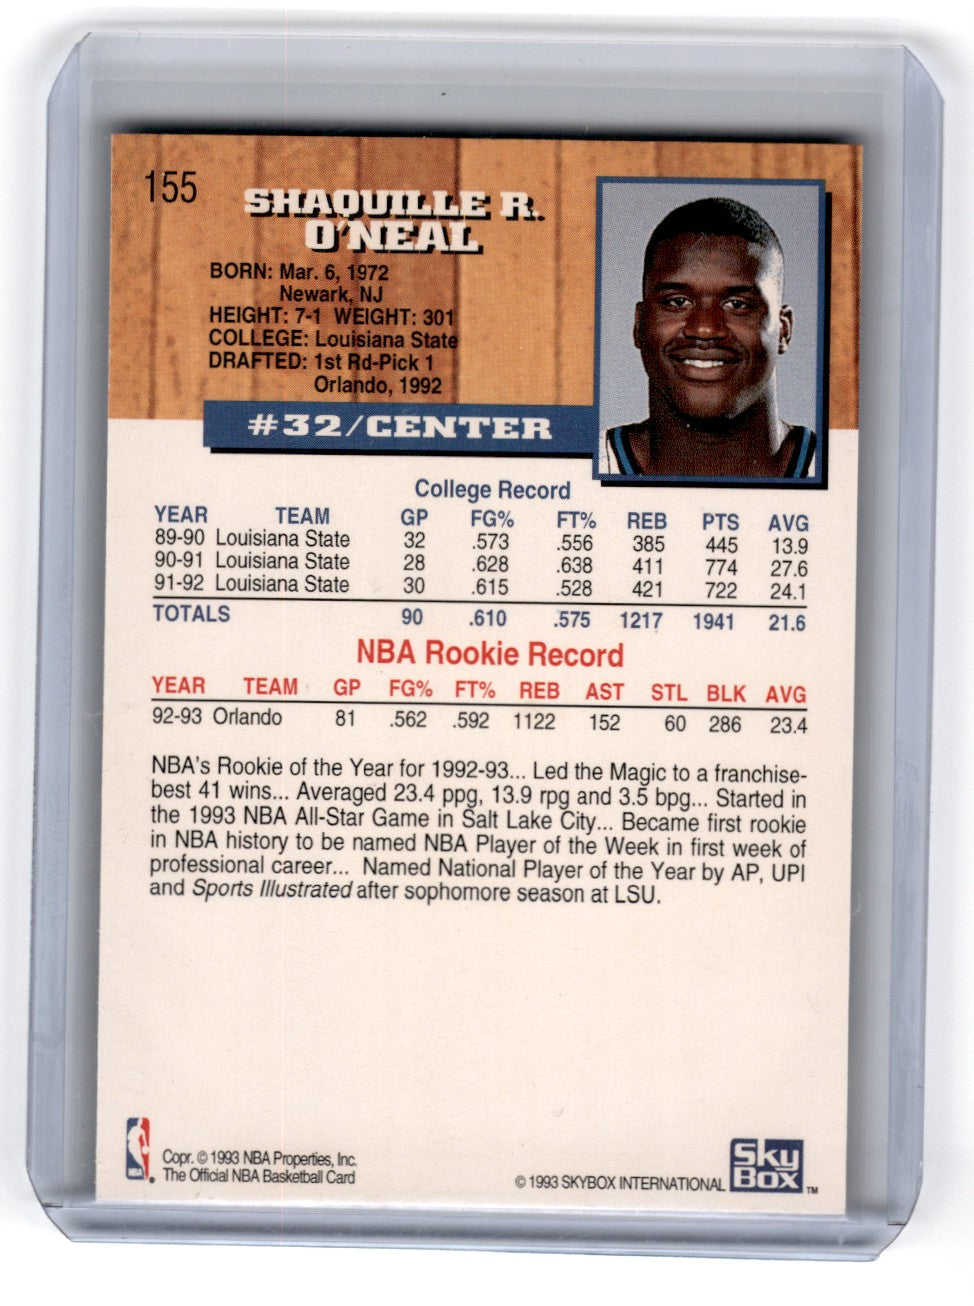 155
SHAQUILLE R.
O'NEAL
BORN: Mar. 6, 1972
Newark, NJ
HEIGHT: 7-1 WEIGHT: 301
COLLEGE: Louisiana State
DRAFTED: 1st Rd-Pick 1
Orlando, 1992
#32/CENTER
College Record
YEAR TEAM GP FG% FT% REB PTS AVG
89-90 Louisiana State 32 .573 .556 385 445 13.9
90-91 Louisiana State 28 .628 .638 411 774 27.6
91-92 Louisiana State 30 .615 .528 421 722 24.1
TOTALS 90 .610 .575 1217 1941 21.6
NBA Rookie Record
YEAR TEAM GP FG% FT% REB AST STL BLK AVG
92-93 Orlando 81 .562 .592 1122 152 60 286 23.4
NBA's Rookie of the Year for 1992-93... Led the Magic to a franchise-
best 41 wins... Averaged 23.4 ppg, 13.9 rpg and 3.5 bpg... Started in
the 1993 NBA All-Star Game in Salt Lake City... Became first rookie
in NBA history to be named NBA Player of the Week in first week of
professional career... Named National Player of the Year by AP, UPI
and Sports Illustrated after sophomore season at LSU.
NBA
Copr. © 1993 NBA Properties, Inc.
The Official NBA Basketball Card
© 1993 SKYBOX INTERNATIONAL
SKY
BOX TM